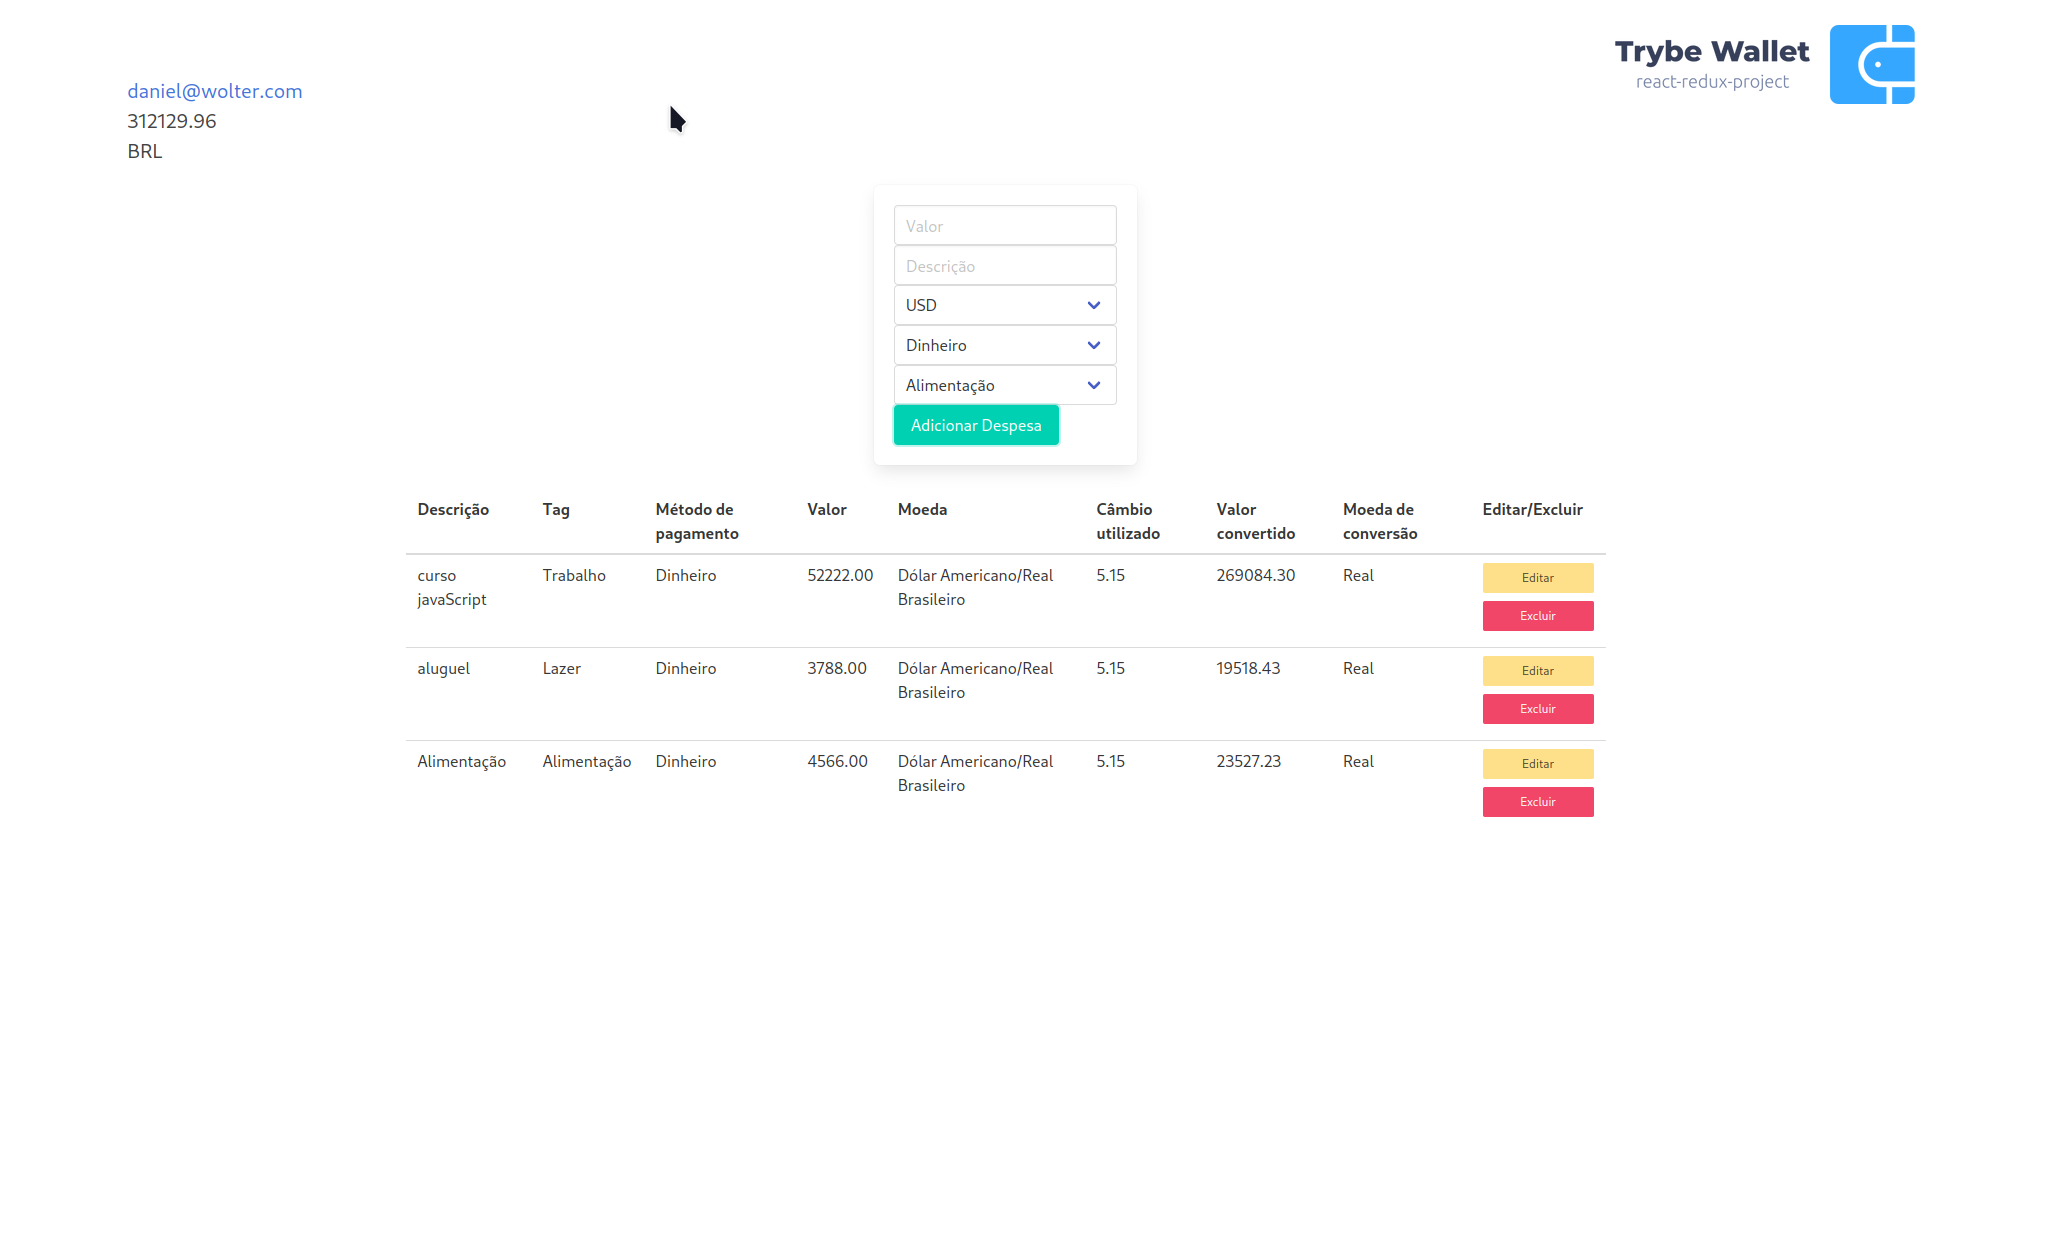 Trybe Wallet
react-redux-project
daniel@wolter.com
312129.96
BRL
Valor
Descrição
USD
Dinheiro
Alimentação
Adicionar Despesa
Descrição Tag Método de pagamento Valor Moeda Câmbio utilizado Valor convertido Moeda de conversão Editar/Excluir
curso javaScript Trabalho Dinheiro 52222.00 Dólar Americano/Real Brasileiro 5.15 269084.30 Real Editar
Excluir
aluguel Lazer Dinheiro 3788.00 Dólar Americano/Real Brasileiro 5.15 19518.43 Real Editar
Excluir
Alimentação Alimentação Dinheiro 4566.00 Dólar Americano/Real Brasileiro 5.15 23527.23 Real Editar
Excluir